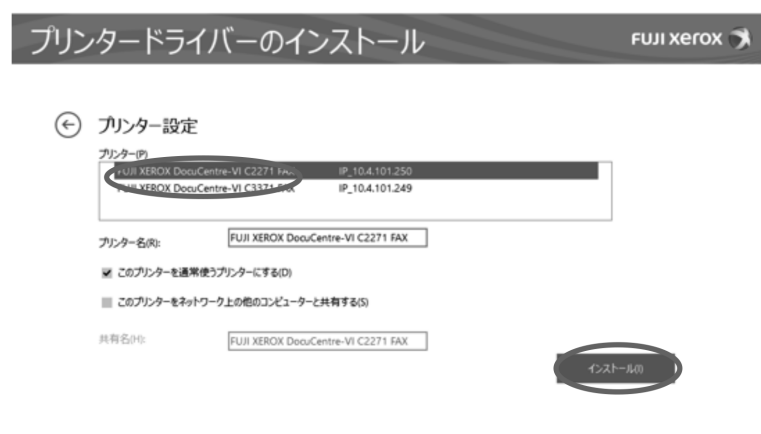 プリンタードライバーのインストール
FUJI xerox
プリンター設定
プリンター(P)
FUJI XEROX DocuCentre-VI C2271 FAX IP_10.4.101.250
FUJI XEROX DocuCentre-VI C3371 FAX IP_10.4.101.249
プリンター名(R): FUJI XEROX DocuCentre-VI C2271 FAX
このプリンターを通常使うプリンターにする(D)
このプリンターをネットワーク上の他のコンピューターと共有する(S)
共有名(H): FUJI XEROX DocuCentre-VI C2271 FAX
インストール(I)